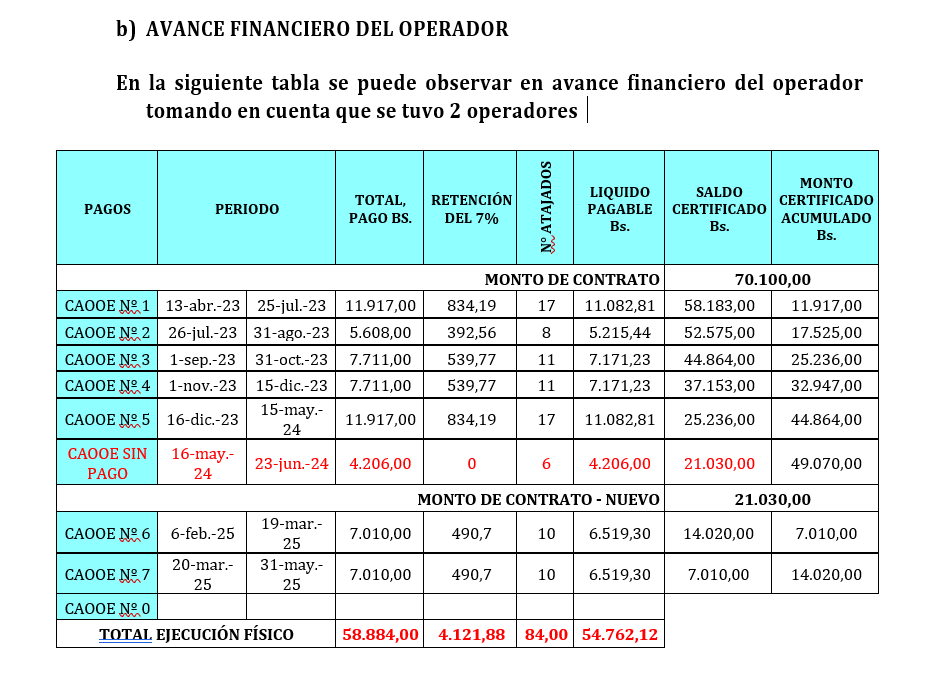 b) AVANCE FINANCIERO DEL OPERADOR
En la siguiente tabla se puede observar en avance financiero del operador
tomando en cuenta que se tuvo 2 operadores
PAGOS PERIODO TOTAL, PAGO BS. RETENCIÓN DEL 7% N° ATAJADOS LIQUIDO PAGABLE Bs. SALDO CERTIFICADO Bs. MONTO CERTIFICADO ACUMULADO Bs.
MONTO DE CONTRATO 70.100,00
CAOOE Nº 1 13-abr.-23 25-jul.-23 11.917,00 834,19 17 11.082,81 58.183,00 11.917,00
CAOOE Nº 2 26-jul.-23 31-ago.-23 5.608,00 392,56 8 5.215,44 52.575,00 17.525,00
CAOOE Nº 3 1-sep.-23 31-oct.-23 7.711,00 539,77 11 7.171,23 44.864,00 25.236,00
CAOOE Nº 4 1-nov.-23 15-dic.-23 7.711,00 539,77 11 7.171,23 37.153,00 32.947,00
CAOOE Nº 5 16-dic.-23 15-may.-24 11.917,00 834,19 17 11.082,81 25.236,00 44.864,00
CAOOE SIN PAGO 16-may.-24 23-jun.-24 4.206,00 0 6 4.206,00 21.030,00 49.070,00
MONTO DE CONTRATO - NUEVO 21.030,00
CAOOE Nº 6 6-feb.-25 19-mar.-25 7.010,00 490,7 10 6.519,30 14.020,00 7.010,00
CAOOE Nº 7 20-mar.-25 31-may.-25 7.010,00 490,7 10 6.519,30 7.010,00 14.020,00
CAOOE Nº 0
TOTAL EJECUCIÓN FÍSICO 58.884,00 4.121,88 84,00 54.762,12